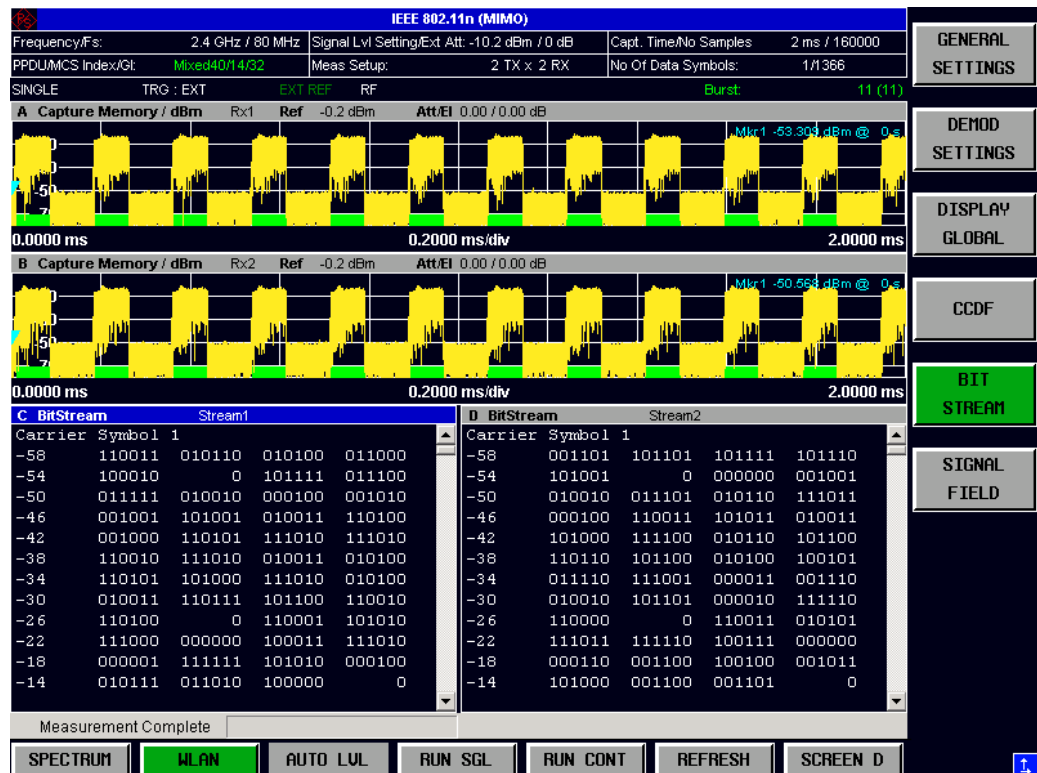 IEEE 802.11n (MIMO)
Frequency/Fs: 2.4 GHz / 80 MHz Signal Lvl Setting/Ext Att: -10.2 dBm / 0 dB Capt. Time/No Samples 2 ms / 160000
PPDU/MCS Index/GI: Mixed40/14/32 Meas Setup: 2 TX x 2 RX No Of Data Symbols: 1/1366
SINGLE TRG : EXT EXT REF RF Burst: 11 (11)
A Capture Memory / dBm Rx1 Ref -0.2 dBm Att/El 0.00 / 0.00 dB
Mkr1 -53.309 dBm @ 0 s
-50
0.0000 ms 0.2000 ms/div 2.0000 ms
B Capture Memory / dBm Rx2 Ref -0.2 dBm Att/El 0.00 / 0.00 dB
Mkr1 -50.568 dBm @ 0 s
-50
0.0000 ms 0.2000 ms/div 2.0000 ms
C BitStream Stream1
Carrier Symbol 1
-58 110011 010110 010100 011000
-54 100010 0 101111 011100
-50 011111 010010 000100 001010
-46 001001 101001 010011 110100
-42 001000 110101 111010 111010
-38 110010 111010 010011 010100
-34 110101 101000 111010 010100
-30 010011 110111 101100 110010
-26 110100 0 110001 101010
-22 111000 000000 100011 111010
-18 000001 111111 101010 000100
-14 010111 011010 100000 0
D BitStream Stream2
Carrier Symbol 1
-58 001101 101101 101111 101110
-54 101001 0 000000 001001
-50 010010 011101 010110 111011
-46 000100 110011 101011 010011
-42 101000 111100 010110 101100
-38 110110 101100 010100 100101
-34 011110 111001 000011 001110
-30 010010 101101 000010 111110
-26 110000 0 110011 010101
-22 111011 111110 100111 000000
-18 000110 001100 100100 001011
-14 101000 001100 001101 0
Measurement Complete
SPECTRUM WLAN AUTO LVL RUN SGL RUN CONT REFRESH SCREEN D
GENERAL
SETTINGS
DEMOD
SETTINGS
DISPLAY
GLOBAL
CCDF
BIT
STREAM
SIGNAL
FIELD